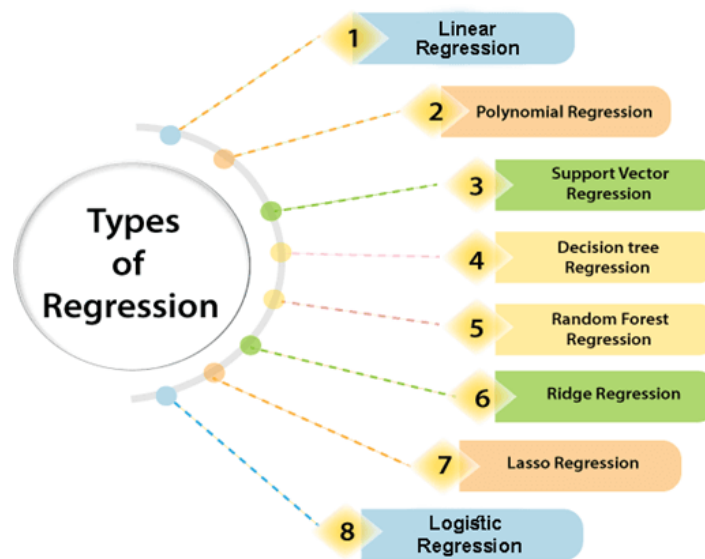 Types
of
Regression
1
Linear
Regression
2
Polynomial Regression
3
Support Vector
Regression
4
Decision tree
Regression
5
Random Forest
Regression
6
Ridge Regression
7
Lasso Regression
8
Logistic
Regression